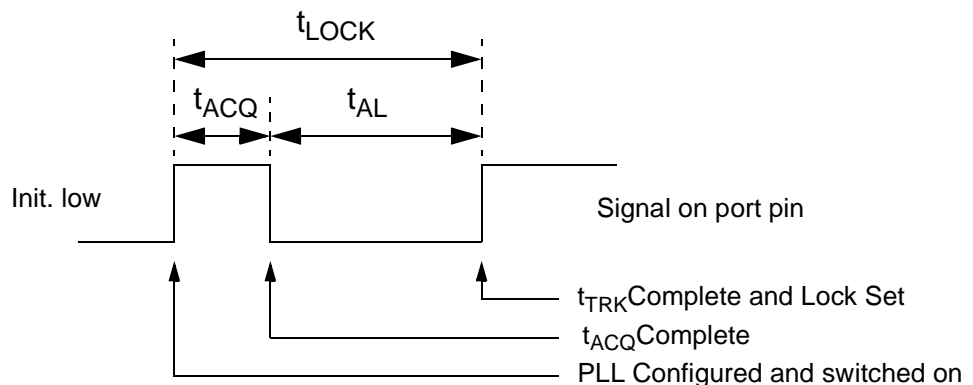 tLOCK
tACQ
tAL
Init. low
Signal on port pin
tTRKComplete and Lock Set
tACQComplete
PLL Configured and switched on